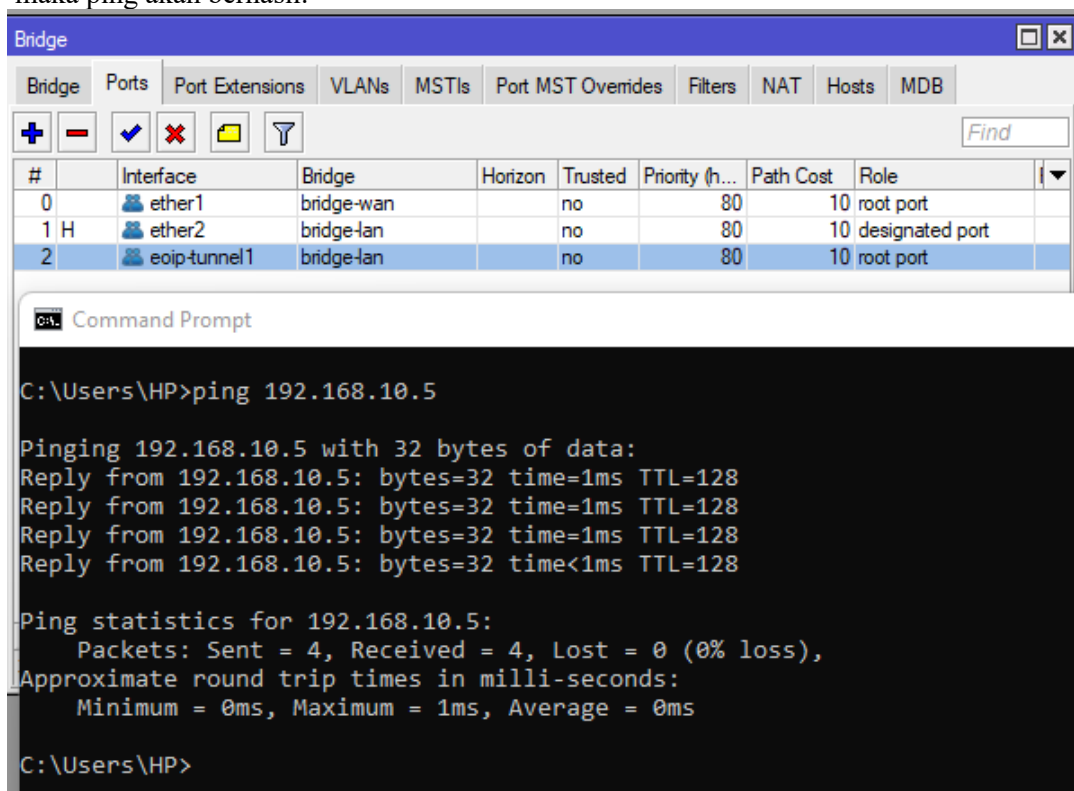 maka ping akan berhasil.
Bridge
Bridge Ports Port Extensions VLANs MSTIs Port MST Overrides Filters NAT Hosts MDB
Find
# Interface Bridge Horizon Trusted Priority (h... Path Cost Role
0 ether1 bridge-wan no 80 10 root port
1 H ether2 bridge-lan no 80 10 designated port
2 eoip-tunnel1 bridge-lan no 80 10 root port
Command Prompt
C:\Users\HP>ping 192.168.10.5
Pinging 192.168.10.5 with 32 bytes of data:
Reply from 192.168.10.5: bytes=32 time=1ms TTL=128
Reply from 192.168.10.5: bytes=32 time=1ms TTL=128
Reply from 192.168.10.5: bytes=32 time=1ms TTL=128
Reply from 192.168.10.5: bytes=32 time<1ms TTL=128
Ping statistics for 192.168.10.5:
Packets: Sent = 4, Received = 4, Lost = 0 (0% loss),
Approximate round trip times in milli-seconds:
Minimum = 0ms, Maximum = 1ms, Average = 0ms
C:\Users\HP>